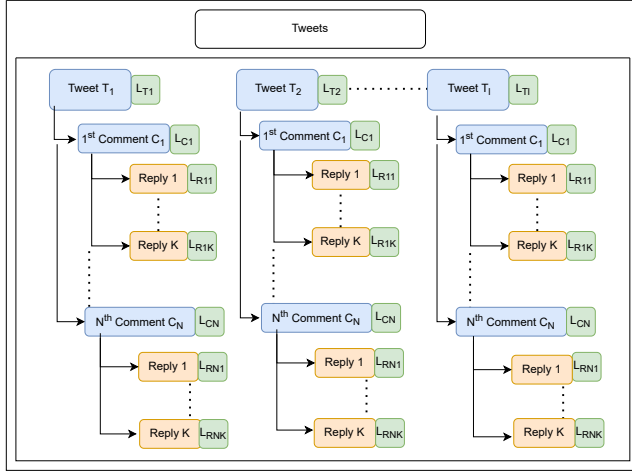 Tweets
Tweet T1 LT1
1st Comment C1 LC1
Reply 1 LR11
Reply K LR1K
Nth Comment CN LCN
Reply 1 LRN1
Reply K LRNK
Tweet T2 LT2
1st Comment C1 LC1
Reply 1 LR11
Reply K LR1K
Nth Comment CN LCN
Reply 1 LRN1
Reply K LRNK
Tweet TI LTI
1st Comment C1 LC1
Reply 1 LR11
Reply K LR1K
Nth Comment CN LCN
Reply 1 LRN1
Reply K LRNK